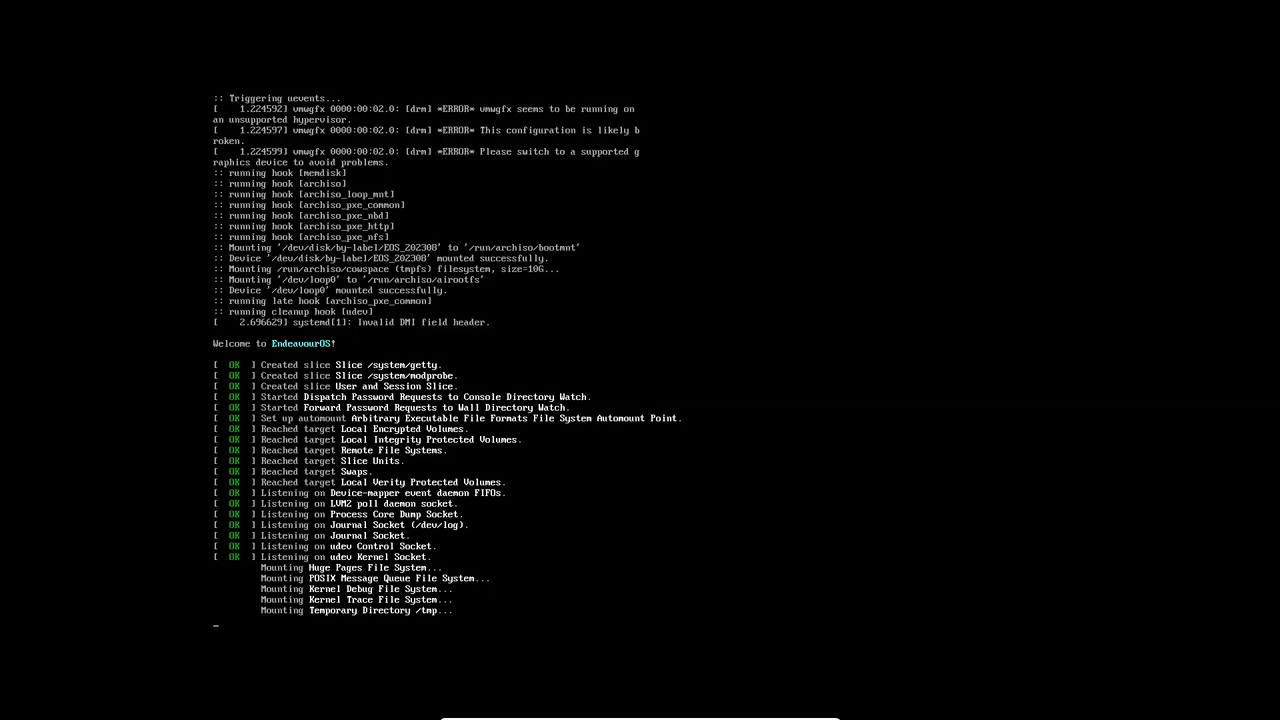 :: Triggering uevents...
[    1.224592] vmwgfx 0000:00:02.0: [drm] *ERROR* vmwgfx seems to be running on
an unsupported hypervisor.
[    1.224597] vmwgfx 0000:00:02.0: [drm] *ERROR* This configuration is likely b
roken.
[    1.224599] vmwgfx 0000:00:02.0: [drm] *ERROR* Please switch to a supported g
raphics device to avoid problems.
:: running hook [memdisk]
:: running hook [archiso]
:: running hook [archiso_loop_mnt]
:: running hook [archiso_pxe_common]
:: running hook [archiso_pxe_nbd]
:: running hook [archiso_pxe_http]
:: running hook [archiso_pxe_nfs]
:: Mounting '/dev/disk/by-label/EOS_202308' to '/run/archiso/bootmnt'
:: Device '/dev/disk/by-label/EOS_202308' mounted successfully.
:: Mounting /run/archiso/cowspace (tmpfs) filesystem, size=10G...
:: Mounting '/dev/loop0' to '/run/archiso/airootfs'
:: Device '/dev/loop0' mounted successfully.
:: running late hook [archiso_pxe_common]
:: running cleanup hook [udev]
[    2.696629] systemd[1]: Invalid DMI field header.
Welcome to EndeavourOS!
[  OK  ] Created slice Slice /system/getty.
[  OK  ] Created slice Slice /system/modprobe.
[  OK  ] Created slice User and Session Slice.
[  OK  ] Started Dispatch Password Requests to Console Directory Watch.
[  OK  ] Started Forward Password Requests to Wall Directory Watch.
[  OK  ] Set up automount Arbitrary Executable File Formats File System Automount Point.
[  OK  ] Reached target Local Encrypted Volumes.
[  OK  ] Reached target Local Integrity Protected Volumes.
[  OK  ] Reached target Remote File Systems.
[  OK  ] Reached target Slice Units.
[  OK  ] Reached target Swaps.
[  OK  ] Reached target Local Verity Protected Volumes.
[  OK  ] Listening on Device-mapper event daemon FIFOs.
[  OK  ] Listening on LVM2 poll daemon socket.
[  OK  ] Listening on Process Core Dump Socket.
[  OK  ] Listening on Journal Socket (/dev/log).
[  OK  ] Listening on Journal Socket.
[  OK  ] Listening on udev Control Socket.
[  OK  ] Listening on udev Kernel Socket.
         Mounting Huge Pages File System...
         Mounting POSIX Message Queue File System...
         Mounting Kernel Debug File System...
         Mounting Kernel Trace File System...
         Mounting Temporary Directory /tmp...